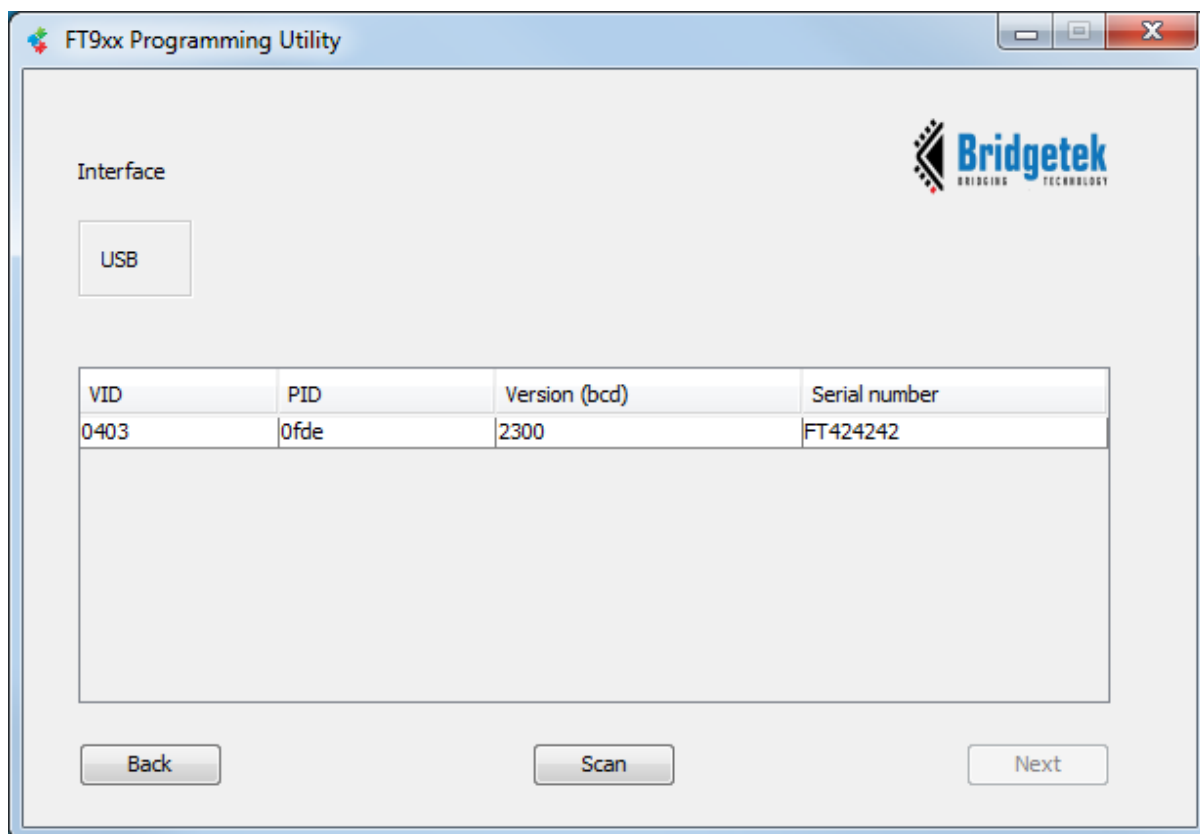 FT9xx Programming Utility
Bridgetek
BRIDGING TECHNOLOGY
Interface
USB
VID PID Version (bcd) Serial number
0403 0fde 2300 FT424242
Back Scan Next